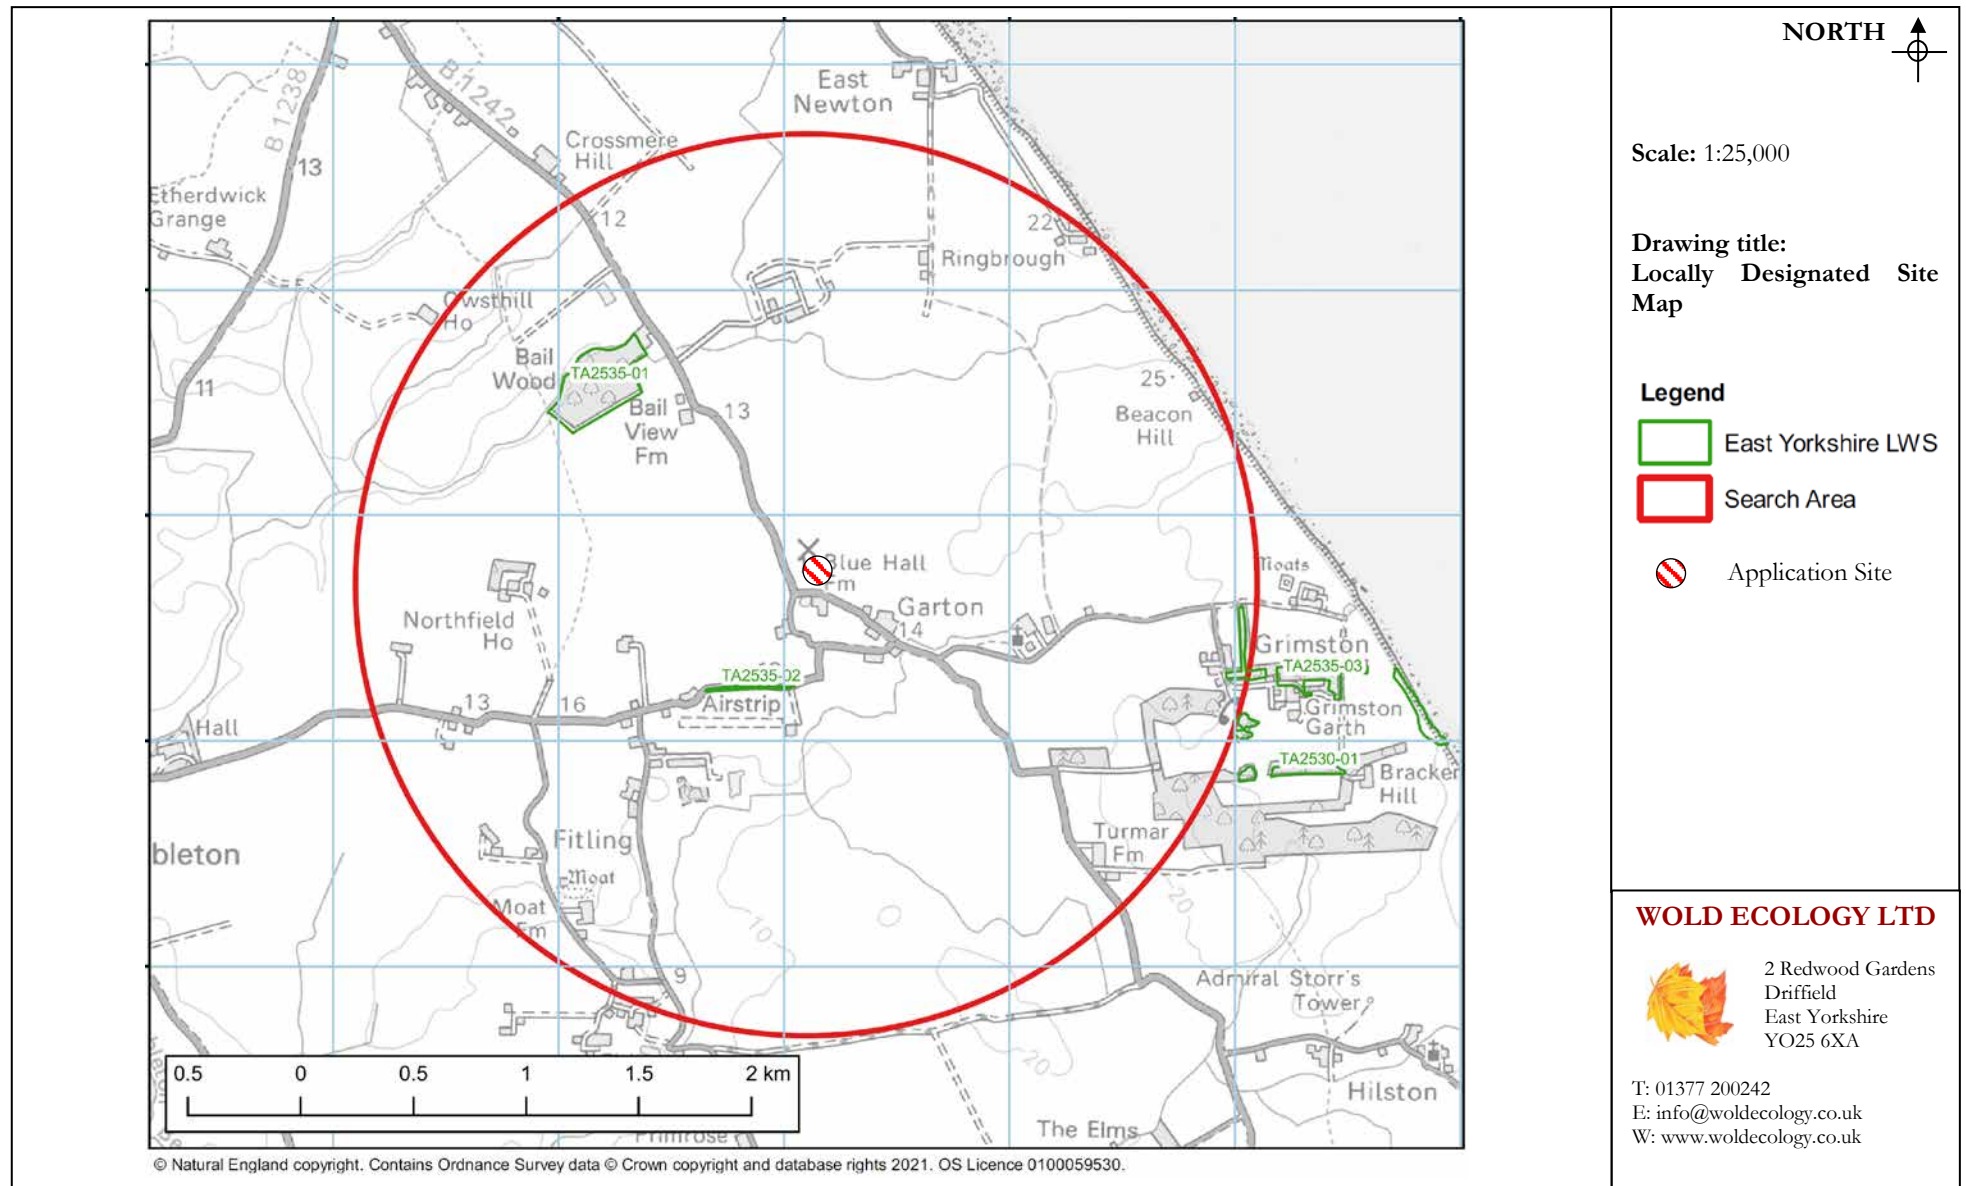 B 1238
13
B 1242
Crossmere
Hill
East
Newton
12
Etherdwick
Grange
22
Ringbrough
Owsthill
Ho
Bail
Wood
TA2535-01
Bail
View
Fm
13
11
25
Beacon
Hill
Blue Hall
Fm
Moats
Northfield
Ho
Garton
14
Grimston
TA2535-03
TA2535-02
Airstrip
13
16
Grimston
Garth
Hall
TA2530-01
Bracken
Hill
Turmar
Fm
Fitling
bleton
Moat
Moat
Fm
10
20
9
Admiral Storr's
Tower
20
Hilston
The Elms
Primrose
0.5 0 0.5 1 1.5 2 km
© Natural England copyright. Contains Ordnance Survey data © Crown copyright and database rights 2021. OS Licence 0100059530.
NORTH
Scale: 1:25,000
Drawing title:
Locally Designated Site
Map
Legend
East Yorkshire LWS
Search Area
Application Site
WOLD ECOLOGY LTD
2 Redwood Gardens
Driffield
East Yorkshire
YO25 6XA
T: 01377 200242
E: info@woldecology.co.uk
W: www.woldecology.co.uk